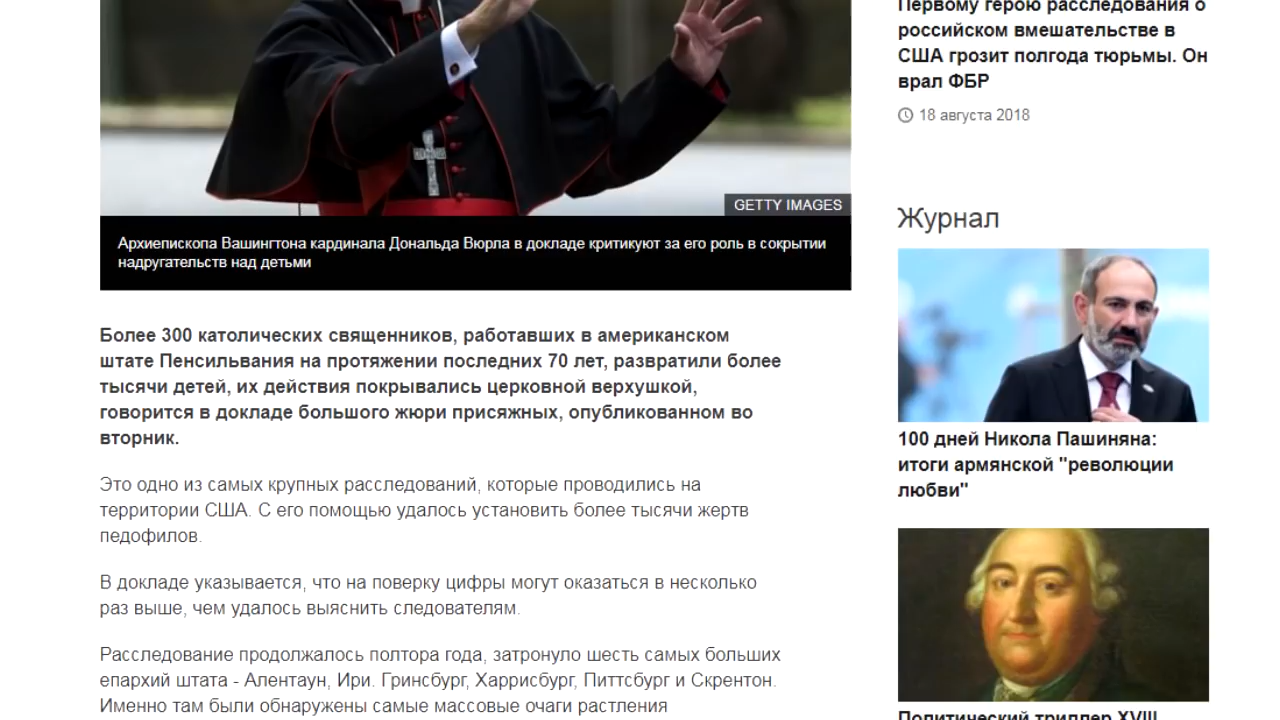 GETTY IMAGES
Архиепископа Вашингтона кардинала Дональда Вюрла в докладе критикуют за его роль в сокрытии
надругательств над детьми
Более 300 католических священников, работавших в американском
штате Пенсильвания на протяжении последних 70 лет, развратили более
тысячи детей, их действия покрывались церковной верхушкой,
говорится в докладе большого жюри присяжных, опубликованном во
вторник.
Это одно из самых крупных расследований, которые проводились на
территории США. С его помощью удалось установить более тысячи жертв
педофилов.
В докладе указывается, что на поверку цифры могут оказаться в несколько
раз выше, чем удалось выяснить следователям.
Расследование продолжалось полтора года, затронуло шесть самых больших
епархий штата - Алентаун, Ири. Гринсбург, Харрисбург, Питтсбург и Скрентон.
Именно там были обнаружены самые массовые очаги растления
Первому герою расследования о
российском вмешательстве в
США грозит полгода тюрьмы. Он
врал ФБР
18 августа 2018
Журнал
100 дней Никола Пашиняна:
итоги армянской "революции
любви"
Политический триллер XVIII